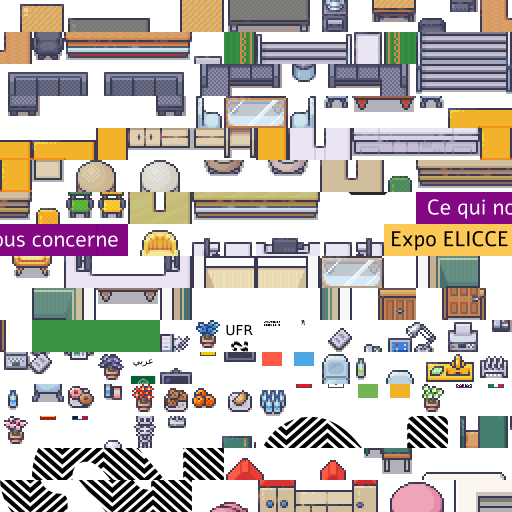 Ce qui no
ous concerne
Expo ELICCE
UFR
عربي